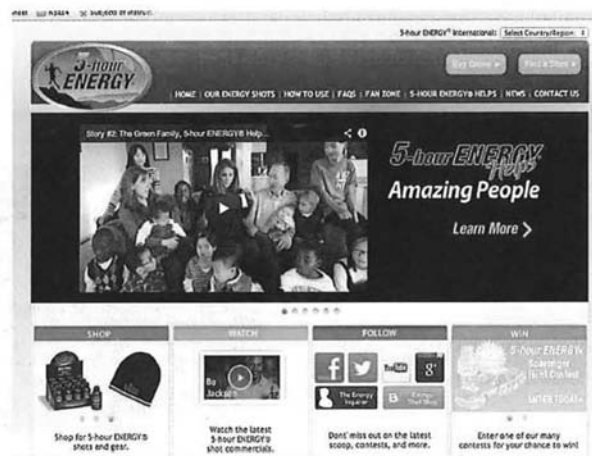 5-hour ENERGY® International: Select Country/Region
5-hour
ENERGY
Buy Online
Find a Store
HOME | OUR ENERGY SHOTS | HOW TO USE | FAQS | FAN ZONE | 5-HOUR ENERGY® HELPS | NEWS | CONTACT US
Story #2: The Green Family, 5-hour ENERGY® Help...
5-hour ENERGY
Helps
Amazing People
Learn More >
SHOP
WATCH
FOLLOW
WIN
Bo
Jackson
f
You Tube
g+
The Energy
B
5-hour ENERGY®
Scavenger
Hunt Contest
ENTER TODAY
Shop for 5-hour ENERGY®
shots and gear.
Watch the latest
5-hour ENERGY®
shot commercials.
Dont' miss out on the latest
scoop, contests, and more.
Enter one of our many
contests for your chance to win!